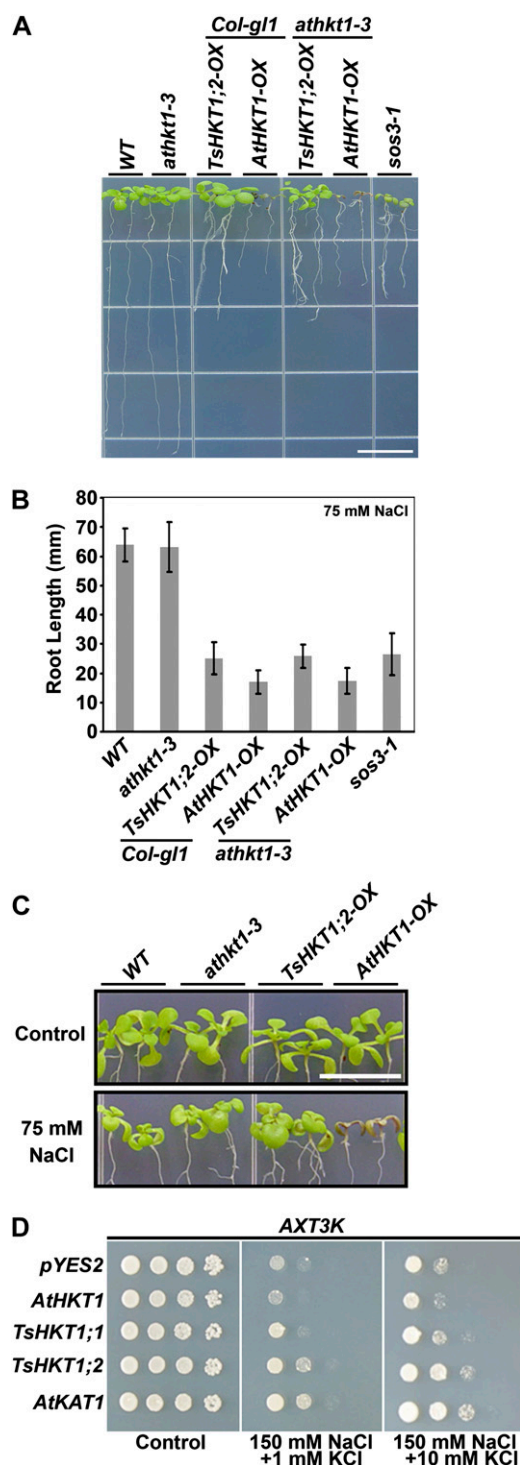 A
Col-gl1 athkt1-3
WT athkt1-3 TsHKT1;2-OX AtHKT1-OX TsHKT1;2-OX AtHKT1-OX sos3-1
B
75 mM NaCl
Root Length (mm)
80
70
60
50
40
30
20
10
0
WT athkt1-3 TsHKT1;2-OX AtHKT1-OX TsHKT1;2-OX AtHKT1-OX sos3-1
Col-gl1 athkt1-3
C
WT athkt1-3 TsHKT1;2-OX AtHKT1-OX
Control
75 mM
NaCl
D
AXT3K
pYES2
AtHKT1
TsHKT1;1
TsHKT1;2
AtKAT1
Control 150 mM NaCl 150 mM NaCl
+1 mM KCl +10 mM KCl